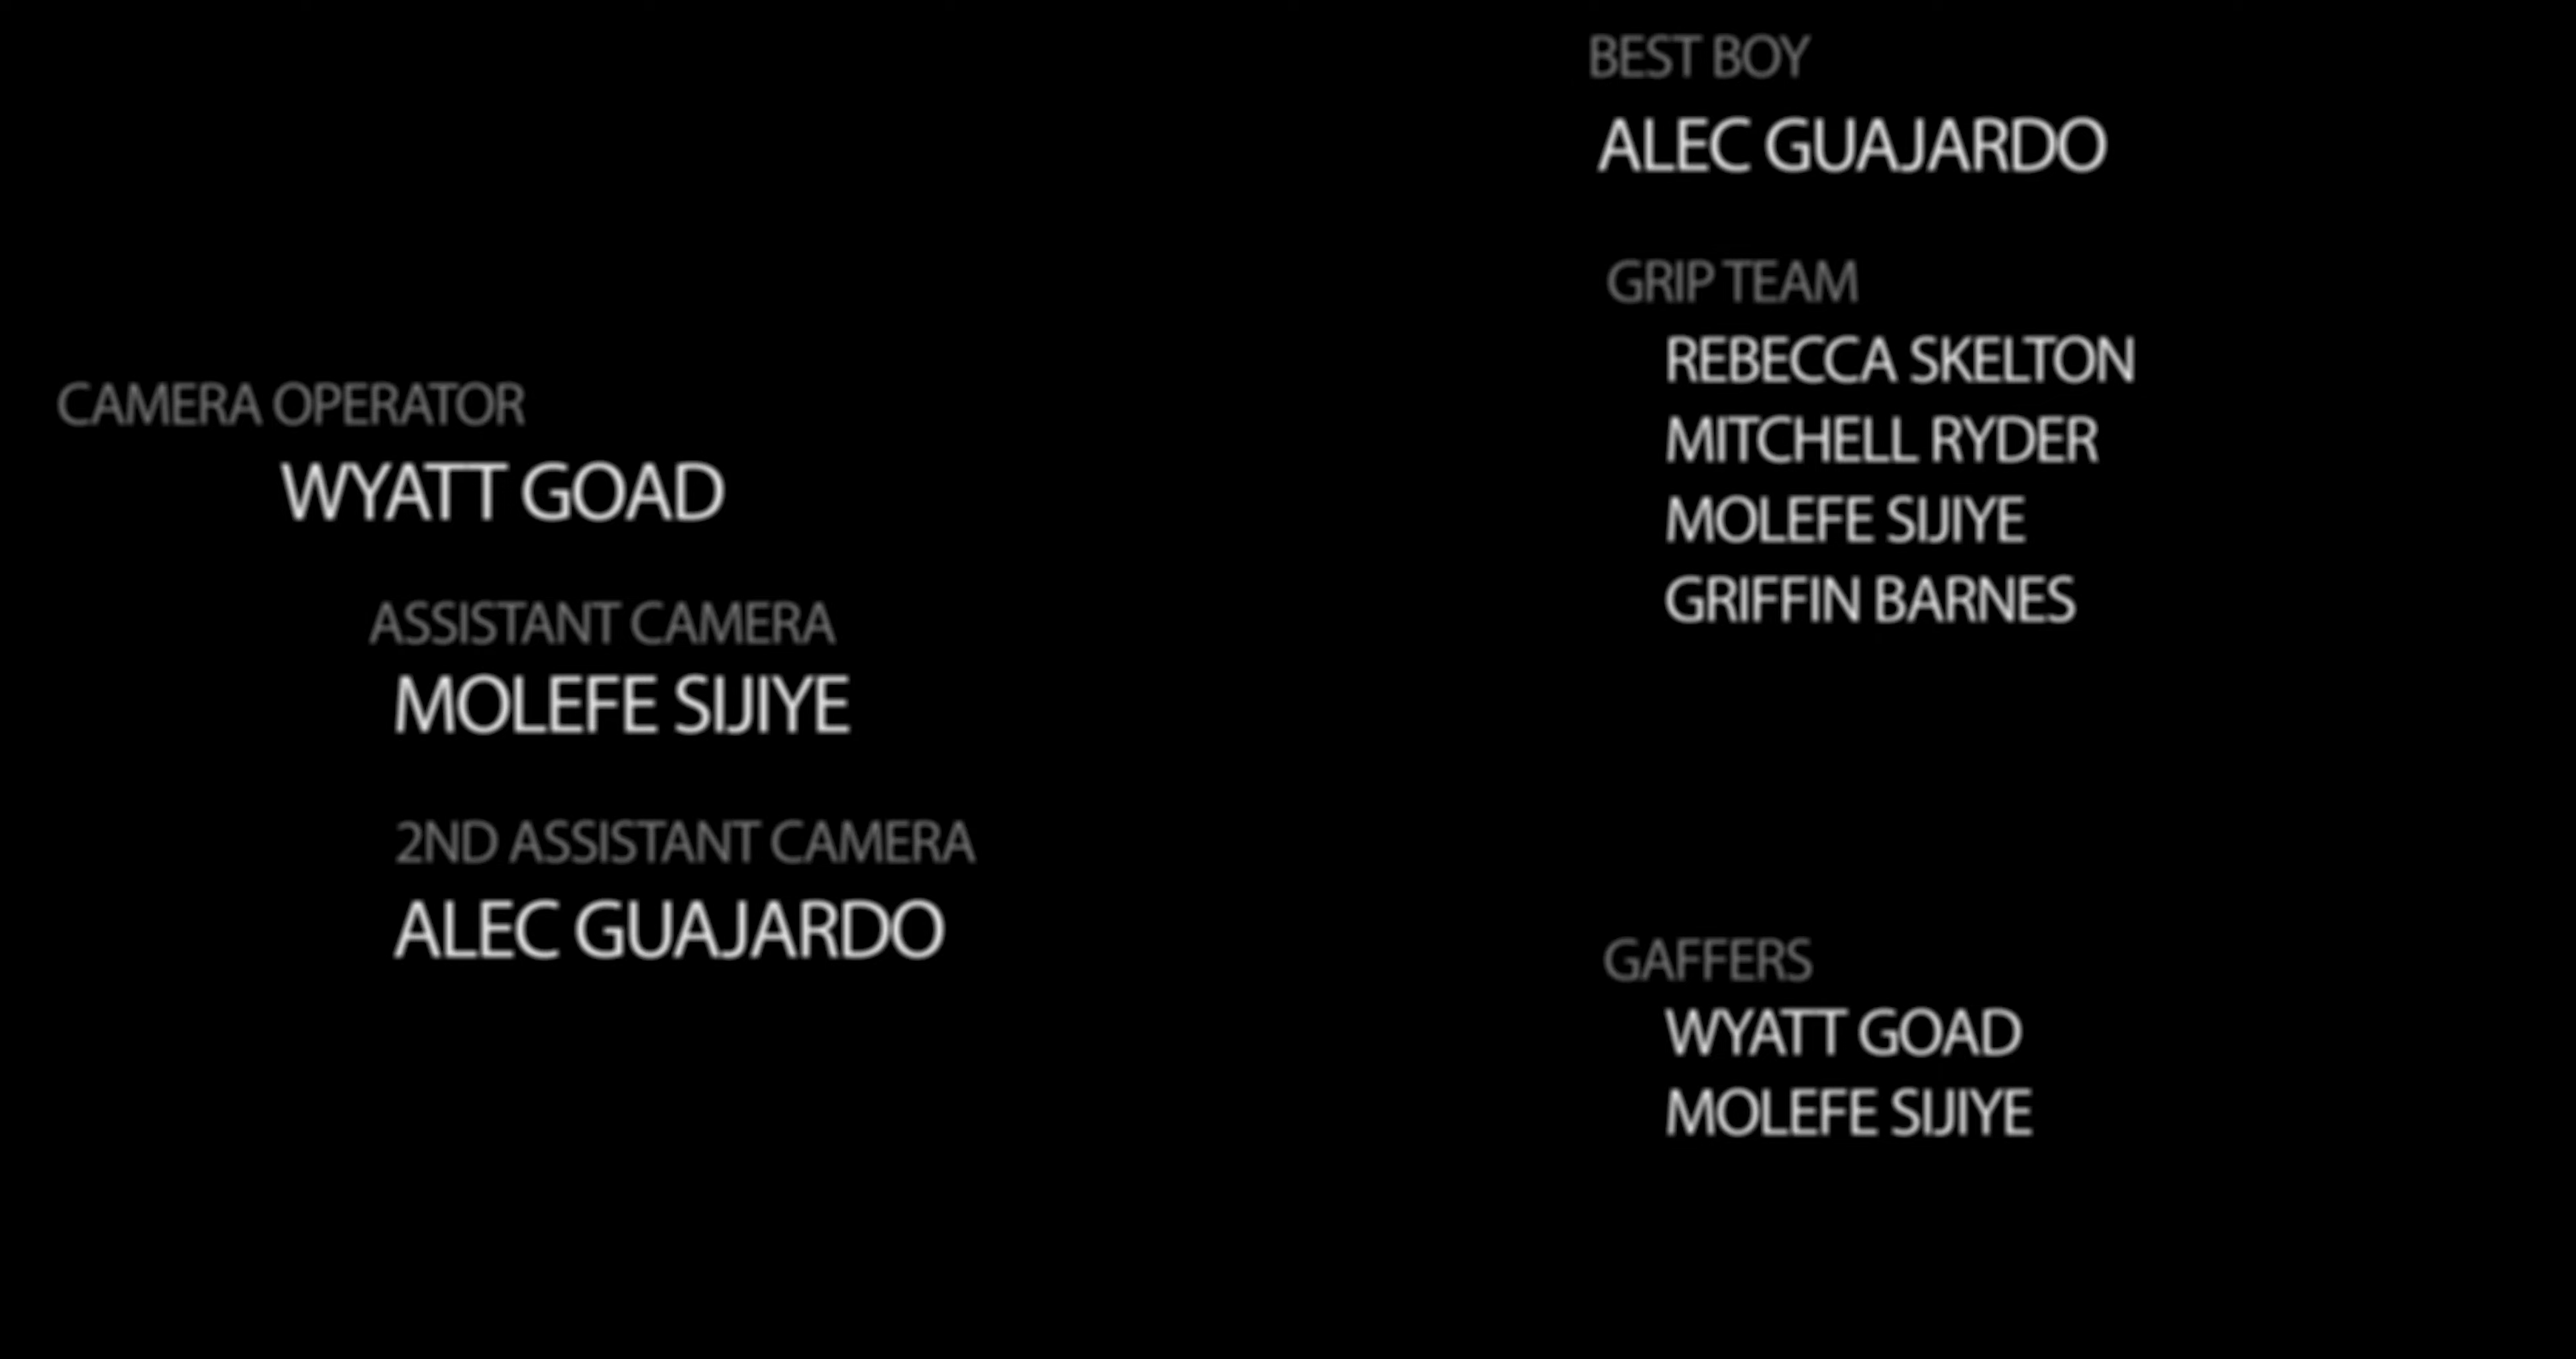 CAMERA OPERATOR
WYATT GOAD
ASSISTANT CAMERA
MOLEFE SIJIYE
2ND ASSISTANT CAMERA
ALEC GUAJARDO
BEST BOY
ALEC GUAJARDO
GRIP TEAM
REBECCA SKELTON
MITCHELL RYDER
MOLEFE SIJIYE
GRIFFIN BARNES
GAFFERS
WYATT GOAD
MOLEFE SIJIYE